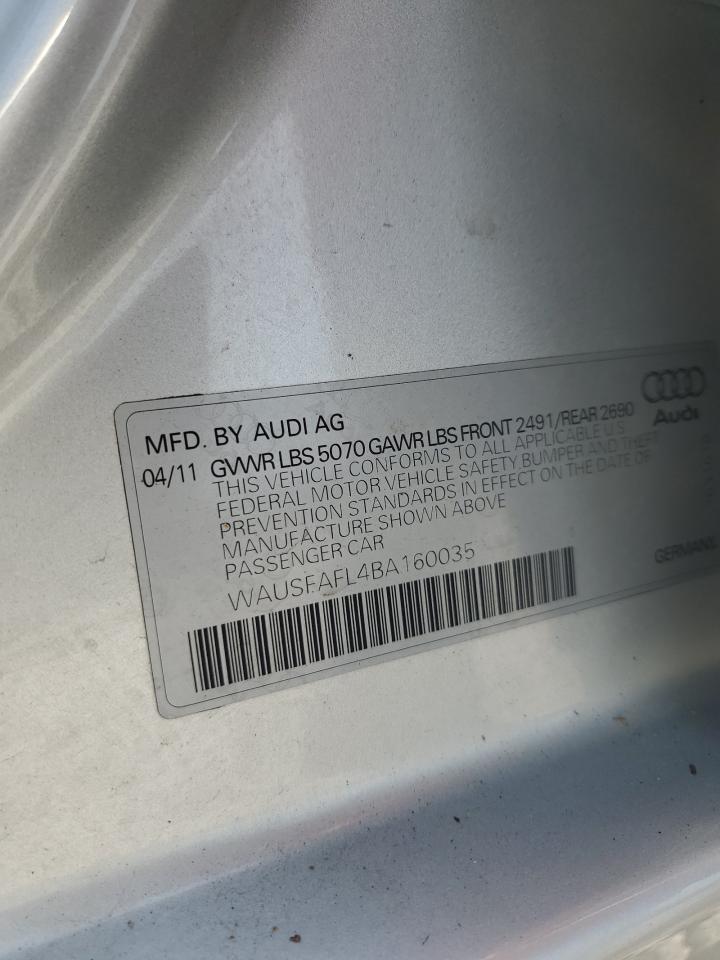 MFD. BY AUDI AG
04/11 GVWR LBS 5070 GAWR LBS FRONT 2491/REAR 2690
THIS VEHICLE CONFORMS TO ALL APPLICABLE U.S.
FEDERAL MOTOR VEHICLE SAFETY, BUMPER AND THEFT
PREVENTION STANDARDS IN EFFECT ON THE DATE OF
MANUFACTURE SHOWN ABOVE
PASSENGER CAR
WAUSFAFL4BA160035
Audi
GERMANY